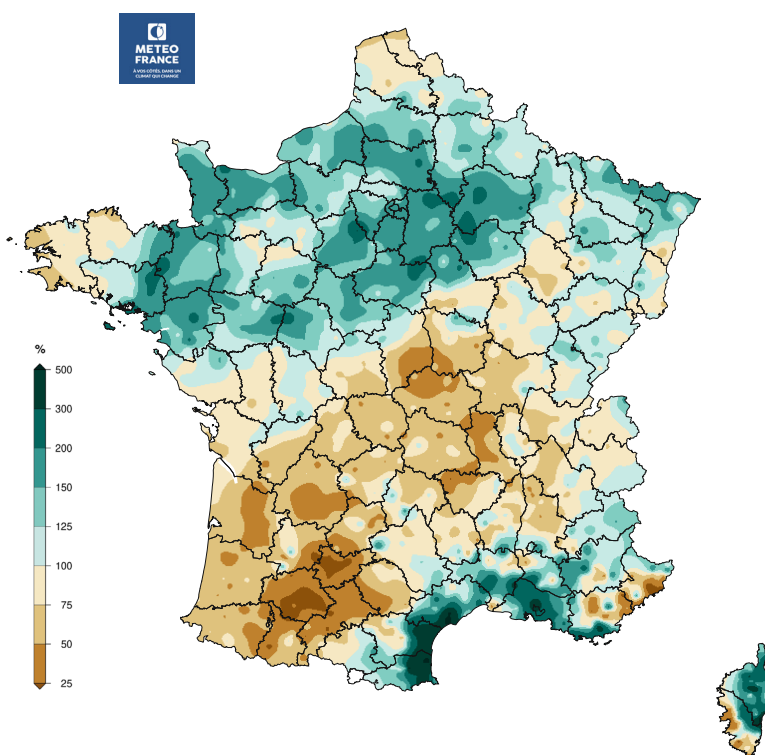 METEO
FRANCE
À VOS CÔTÉS, DANS UN
CLIMAT QUI CHANGE
%
500
300
200
150
125
100
75
50
25